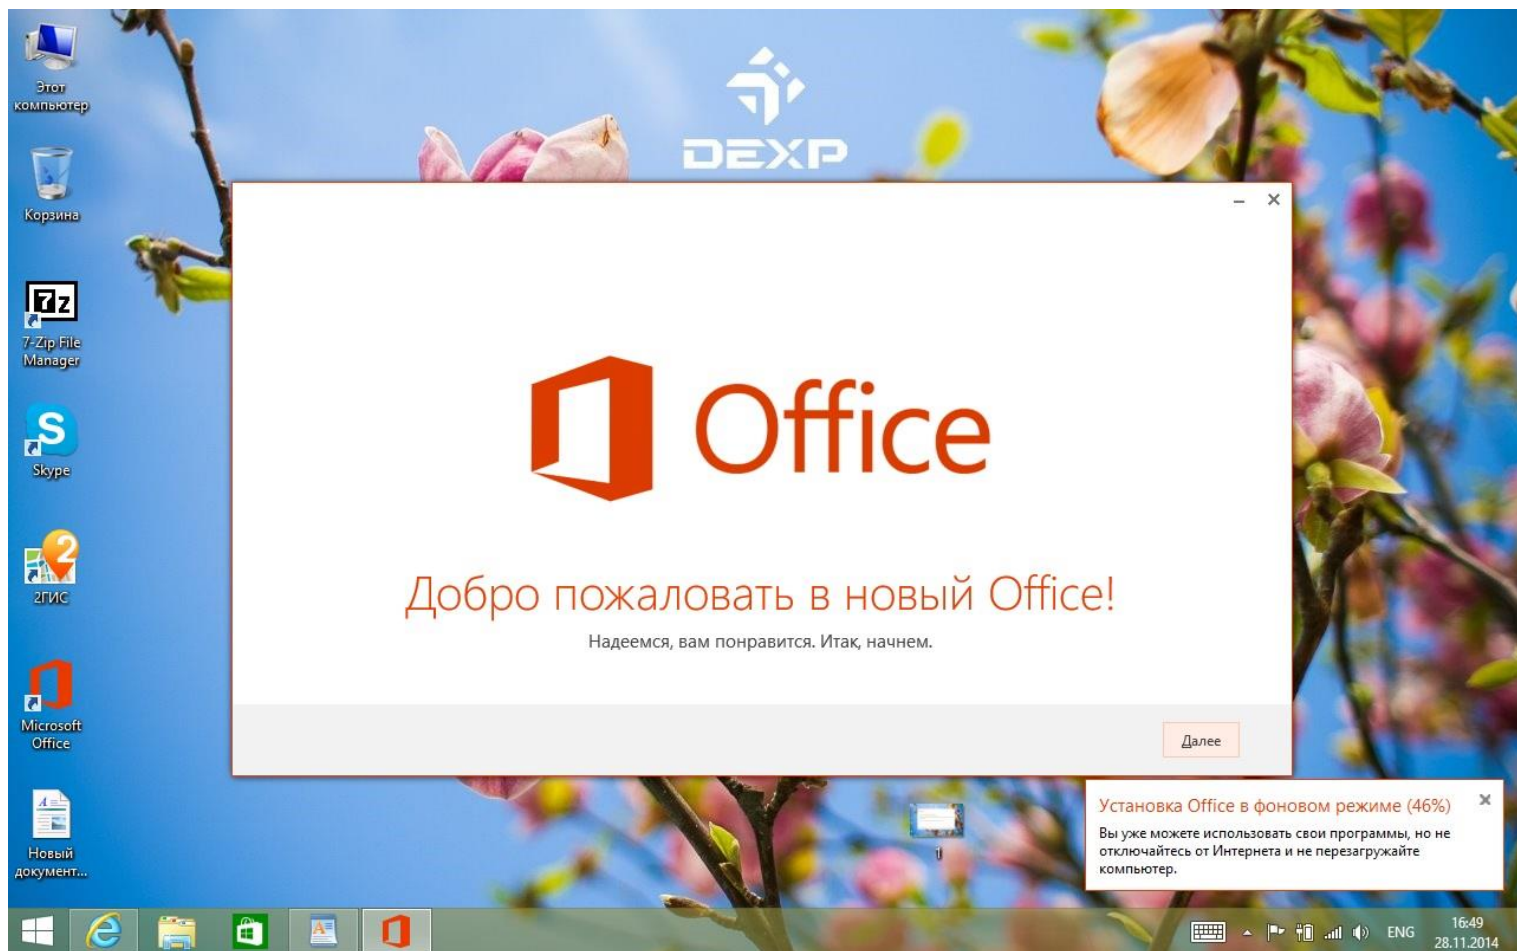 Этот
компьютер
Корзина
7z
7-Zip File
Manager
S
Skype
2
2ГИС
Microsoft
Office
A
Новый
документ...
DEXP
Office
Добро пожаловать в новый Office!
Надеемся, вам понравится. Итак, начнем.
Далее
Установка Office в фоновом режиме (46%)
Вы уже можете использовать свои программы, но не
отключайтесь от Интернета и не перезагружайте
компьютер.
A
ENG
16:49
28.11.2014